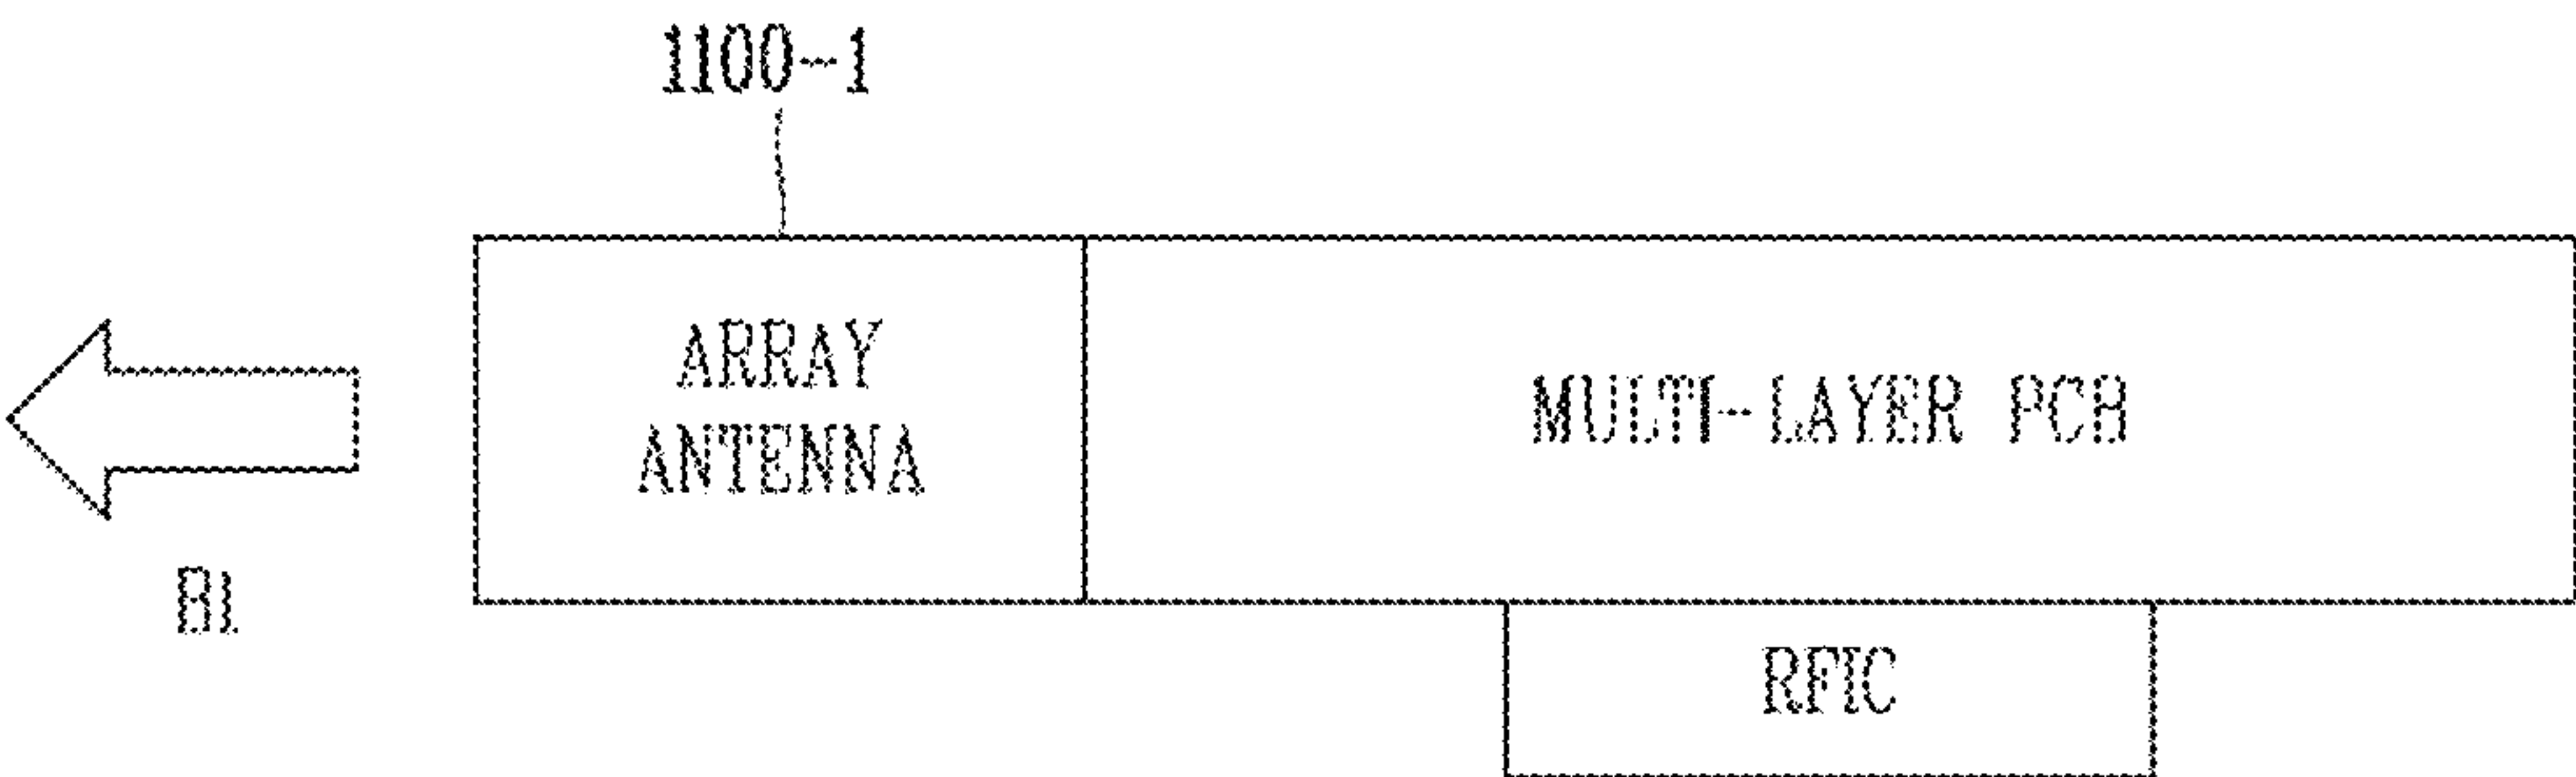 1100-1
ARRAY
ANTENNA
MULTI-LAYER PCB
B1
RFIC